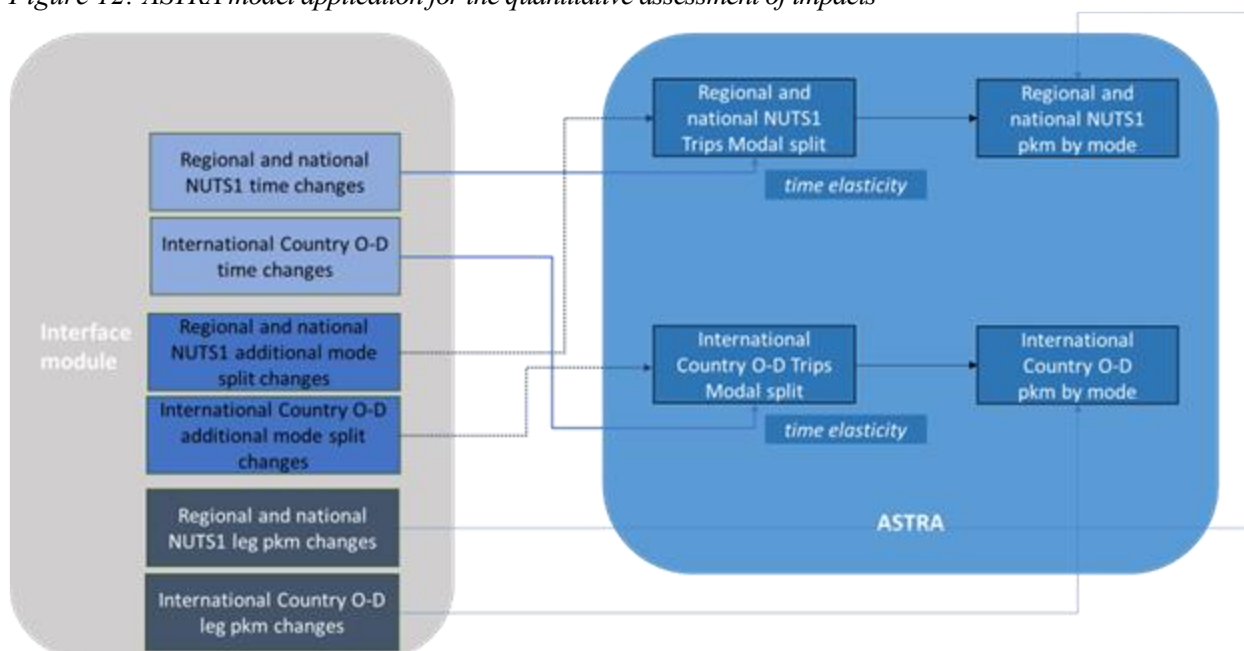 Figure 12: ASTRA model application for the quantitative assessment of impacts
Interface
module
Regional and national
NUTS1 time changes
International Country O-D
time changes
Regional and national
NUTS1 additional mode
split changes
International Country O-D
additional mode split
changes
Regional and national
NUTS1 leg pkm changes
International Country O-D
leg pkm changes
Regional and
national NUTS1
Trips Modal split
Regional and
national NUTS1
pkm by mode
time elasticity
International
Country O-D Trips
Modal split
International
Country O-D
pkm by mode
time elasticity
ASTRA